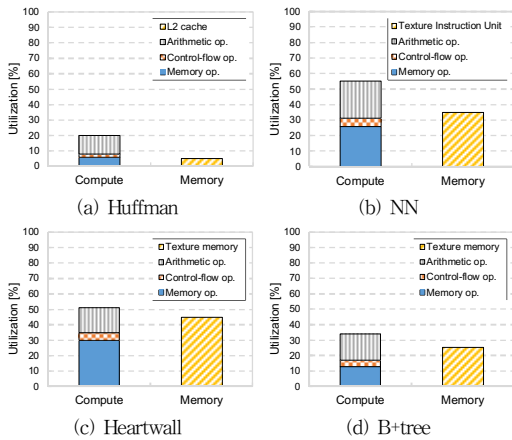 100
90
80
70
60
50
40
30
20
10
0
Utilization [%]
L2 cache
Arithmetic op.
Control-flow op.
Memory op.
Compute Memory
(a) Huffman
100
90
80
70
60
50
40
30
20
10
0
Utilization [%]
Texture Instruction Unit
Arithmetic op.
Control-flow op.
Memory op.
Compute Memory
(b) NN
100
90
80
70
60
50
40
30
20
10
0
Utilization [%]
Texture memory
Arithmetic op.
Control-flow op.
Memory op.
Compute Memory
(c) Heartwall
100
90
80
70
60
50
40
30
20
10
0
Utilization [%]
Texture memory
Arithmetic op.
Control-flow op.
Memory op.
Compute Memory
(d) B+tree